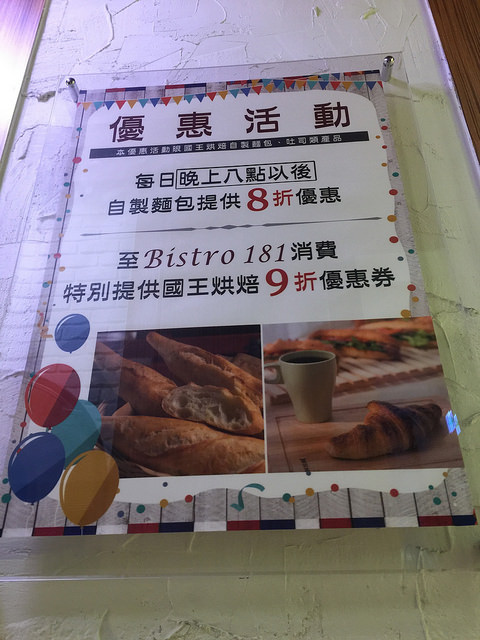 優惠活動
本優惠活動限國王烘焙自製麵包、吐司類產品
每日晚上八點以後
自製麵包提供8折優惠
至Bistro 181消費
特別提供國王烘焙9折優惠券